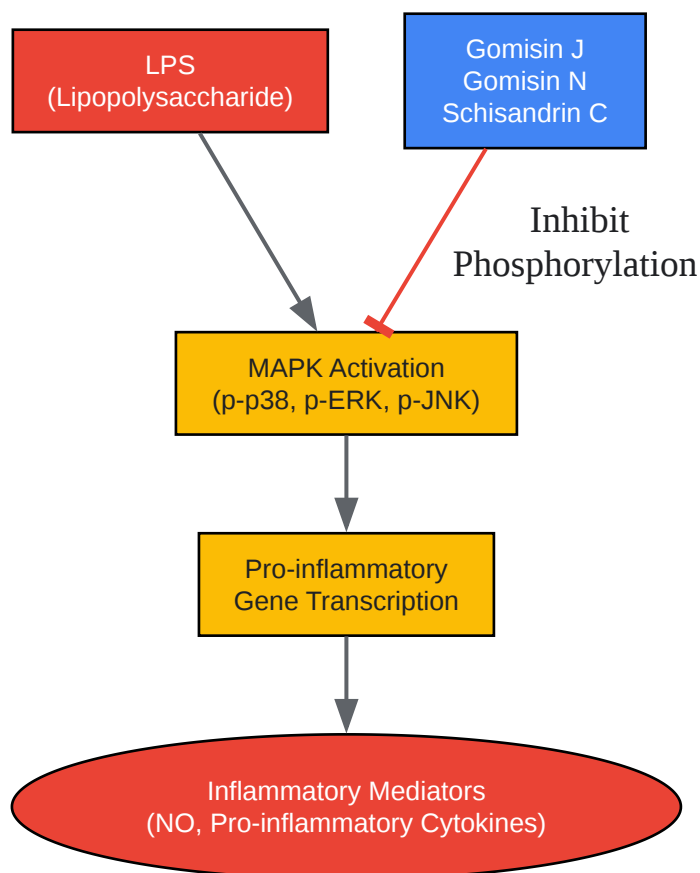 LPS
(Lipopolysaccharide)
Gomisin J
Gomisin N
Schisandrin C
Inhibit
Phosphorylation
MAPK Activation
(p-p38, p-ERK, p-JNK)
Pro-inflammatory
Gene Transcription
Inflammatory Mediators
(NO, Pro-inflammatory Cytokines)